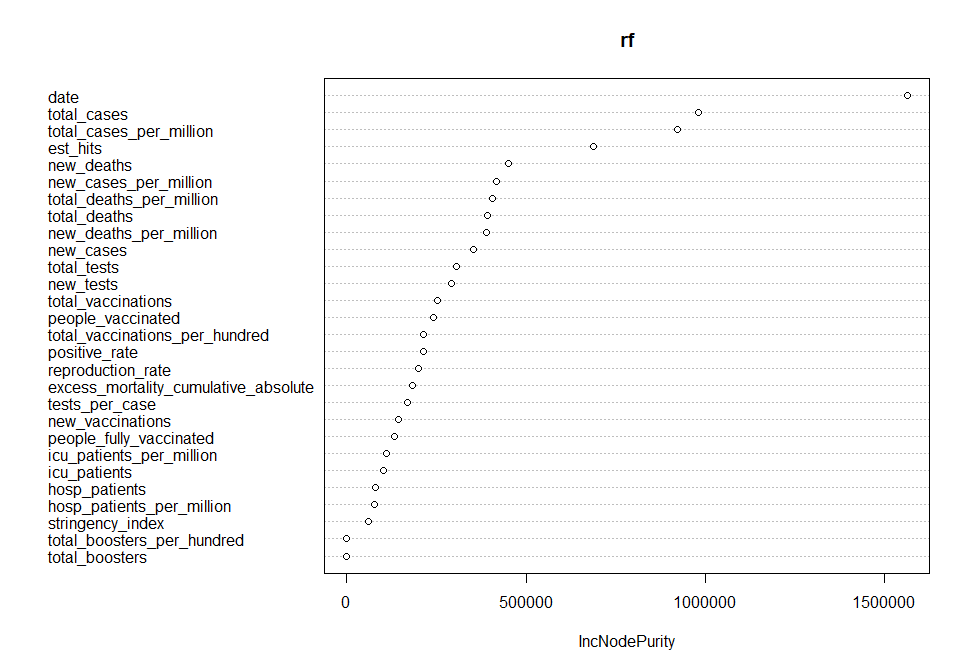 rf
date
total_cases
total_cases_per_million
est_hits
new_deaths
new_cases_per_million
total_deaths_per_million
total_deaths
new_deaths_per_million
new_cases
total_tests
new_tests
total_vaccinations
people_vaccinated
total_vaccinations_per_hundred
positive_rate
reproduction_rate
excess_mortality_cumulative_absolute
tests_per_case
new_vaccinations
people_fully_vaccinated
icu_patients_per_million
icu_patients
hosp_patients
hosp_patients_per_million
stringency_index
total_boosters_per_hundred
total_boosters
0 500000 1000000 1500000
IncNodePurity